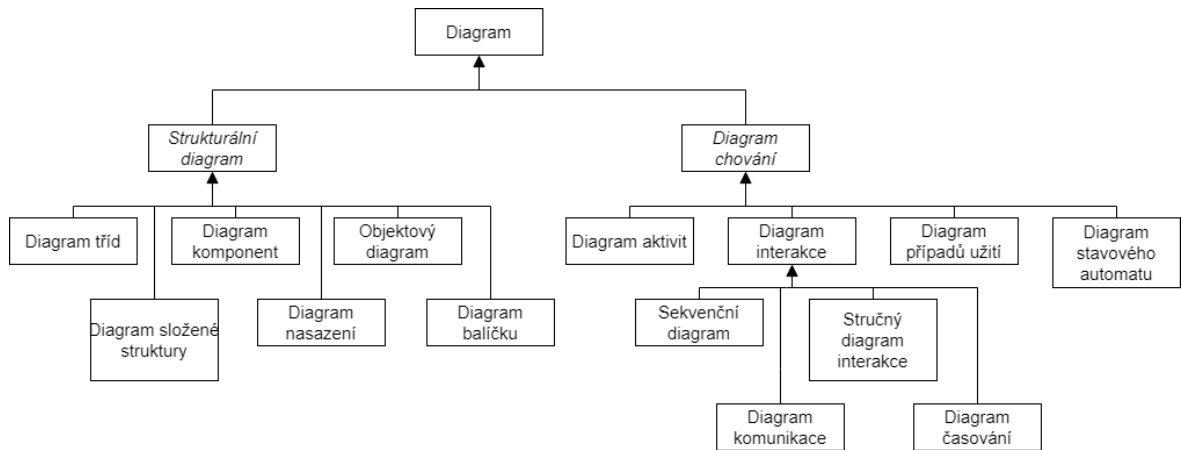 Diagram
Strukturální
diagram
Diagram
chování
Diagram tříd
Diagram
komponent
Objektový
diagram
Diagram aktivit
Diagram
interakce
Diagram
případů užití
Diagram
stavového
automatu
Diagram složené
struktury
Diagram
nasazení
Diagram
balíčku
Sekvenční
diagram
Stručný
diagram
interakce
Diagram
komunikace
Diagram
časování